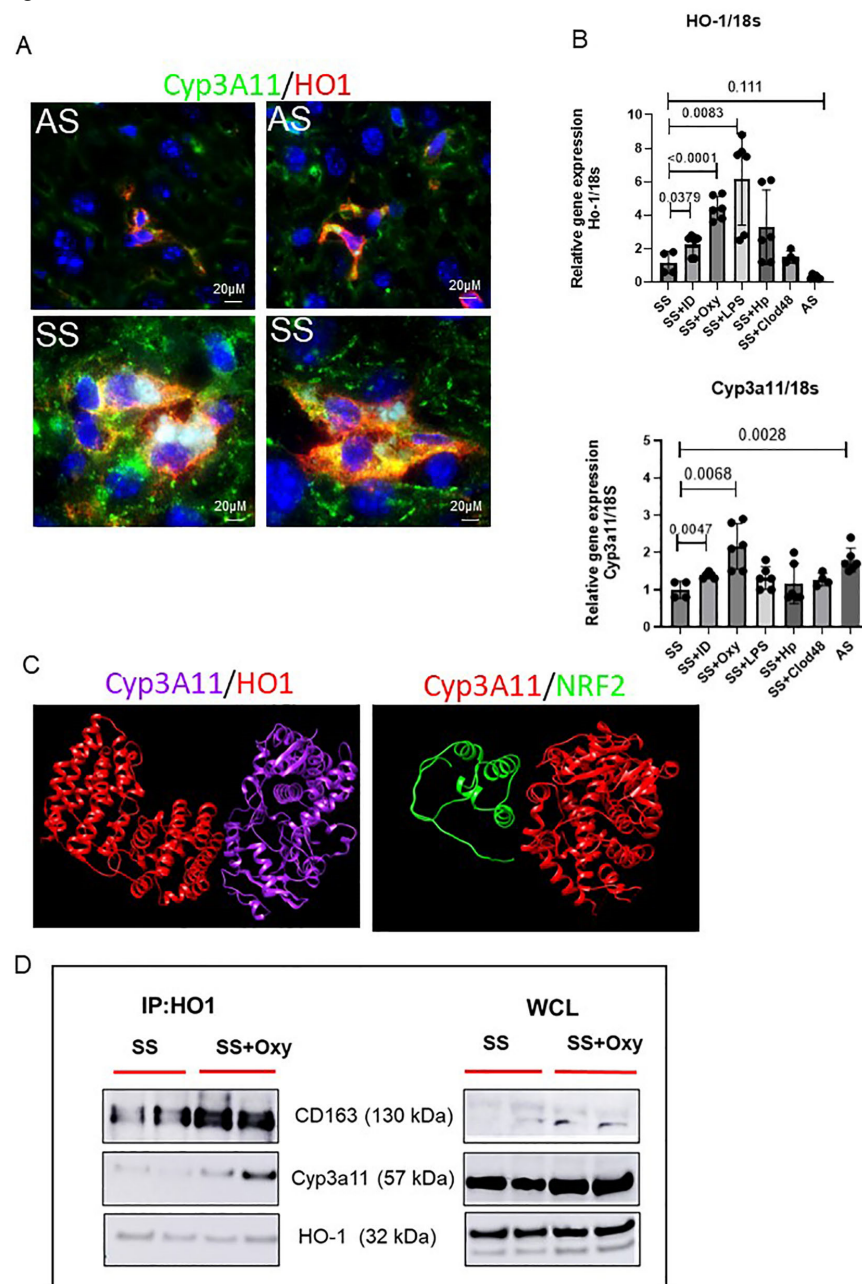 A
Cyp3A11/HO1
AS
20µM
AS
20µM
SS
20µM
SS
20µM
B
HO-1/18s
Relative gene expression
Ho-1/18s
10
8
6
4
2
0
0.111
0.0083
<0.0001
0.0379
SS
SS+ID
SS+Oxy
SS+LPS
SS+Hp
SS+Clod48
AS
Cyp3a11/18s
Relative gene expression
Cyp3a11/18S
5
4
3
2
1
0
0.0028
0.0068
0.0047
SS
SS+ID
SS+Oxy
SS+LPS
SS+Hp
SS+Clod48
AS
C
Cyp3A11/HO1
Cyp3A11/NRF2
D
IP:HO1
WCL
SS
SS+Oxy
SS
SS+Oxy
CD163 (130 kDa)
Cyp3a11 (57 kDa)
HO-1 (32 kDa)